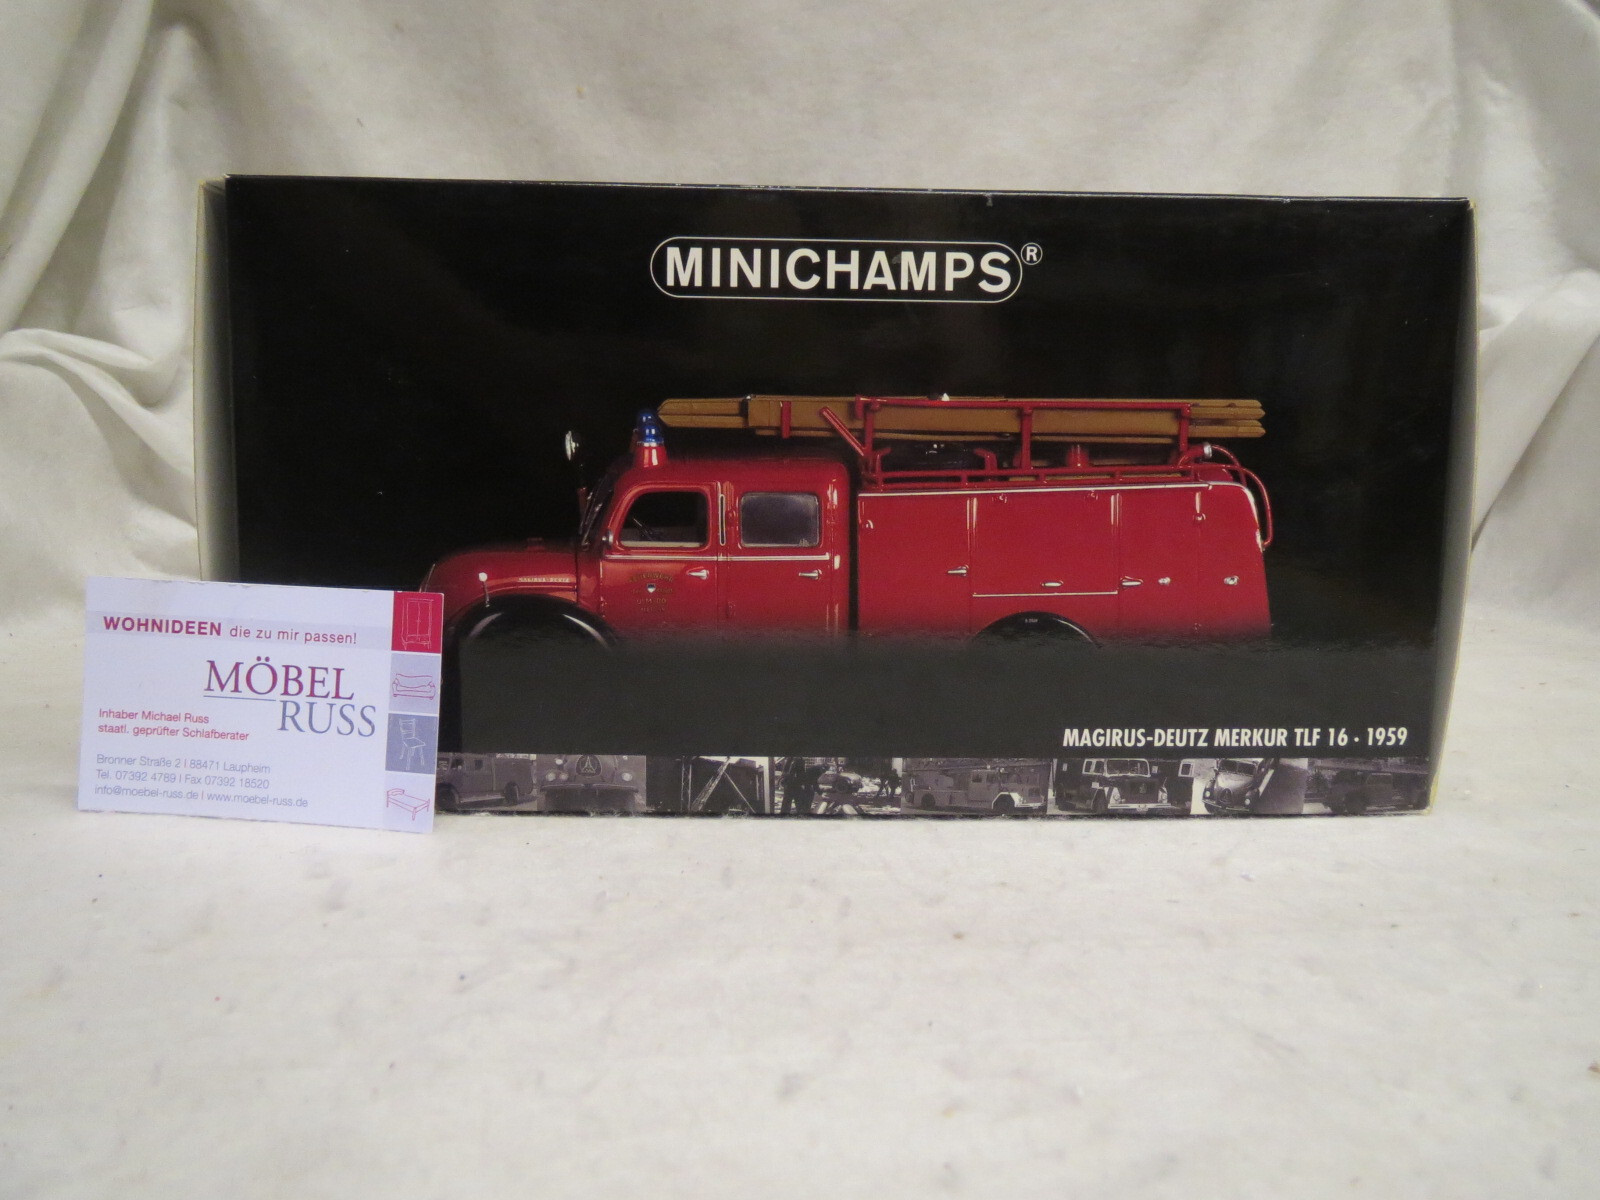 MINICHAMPS®
MAGIRUS-DEUTZ MERKUR TLF 16 · 1959
WOHNIDEEN die zu mir passen!
MÖBEL
RUSS
Inhaber Michael Russ
staatl. geprüfter Schlafberater
Bronner Straße 2 I 88471 Laupheim
Tel. 07392 4789 I Fax 07392 18520
info@moebel-russ.de I www.moebel-russ.de
MAGIRUS-DEUTZ